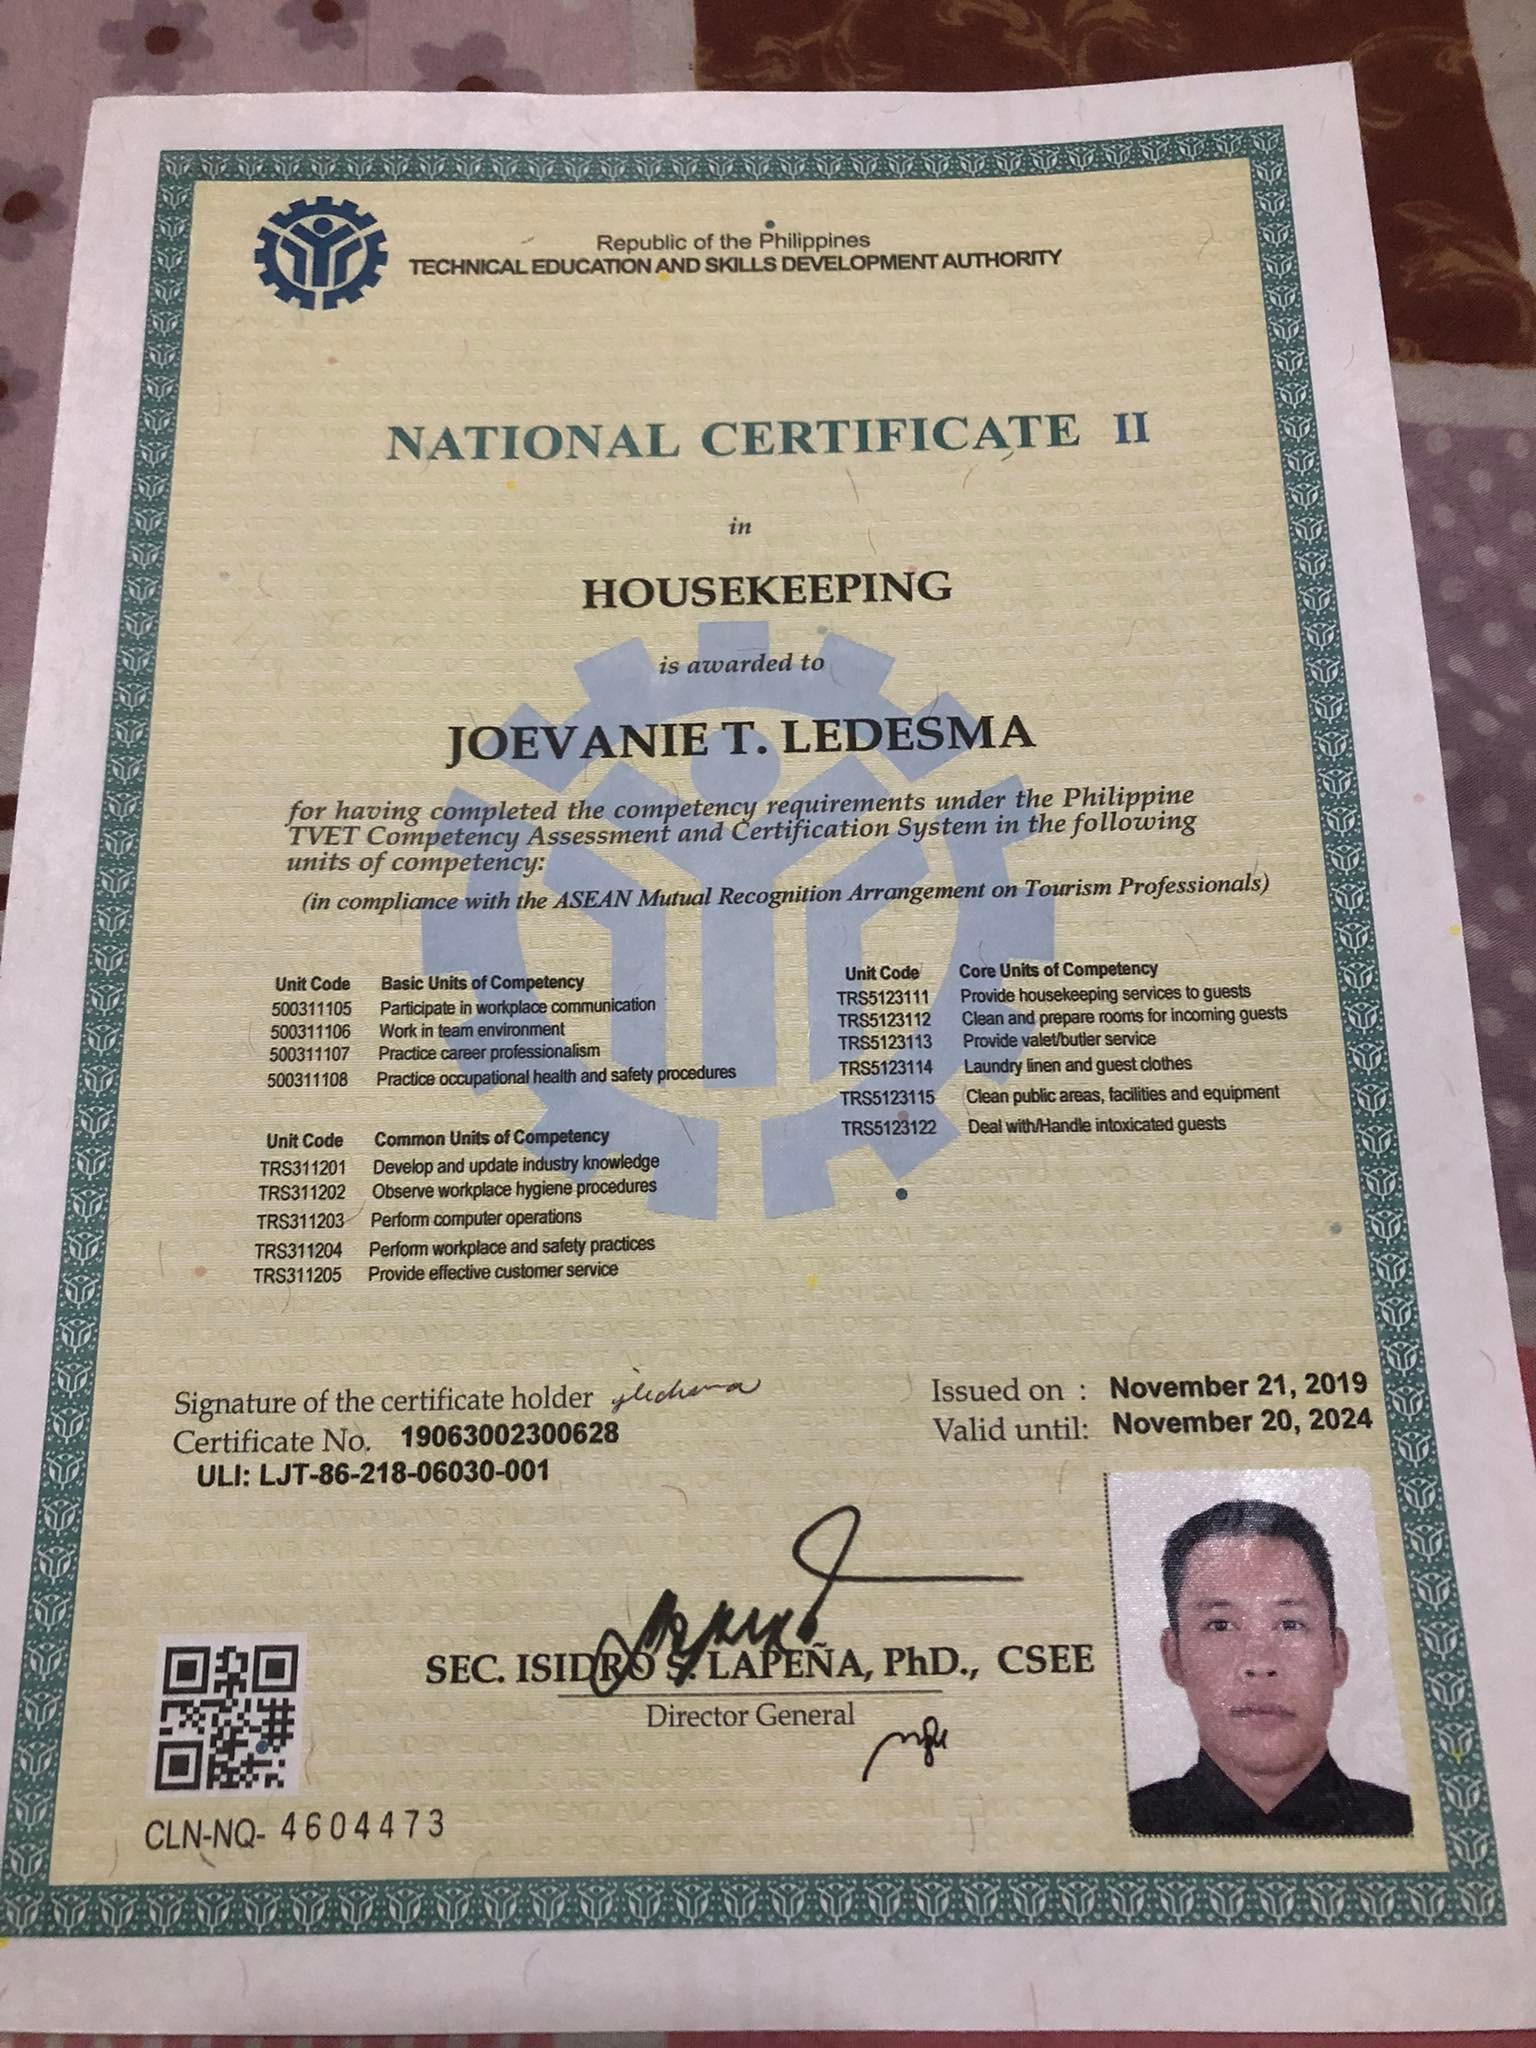 Republic of the Philippines
TECHNICAL EDUCATION AND SKILLS DEVELOPMENT AUTHORITY
NATIONAL CERTIFICATE II
in
HOUSEKEEPING
is awarded to
JOEVANIE T. LEDESMA
for having completed the competency requirements under the Philippine
TVET Competency Assessment and Certification System in the following
units of competency:
(in compliance with the ASEAN Mutual Recognition Arrangement on Tourism Professionals)
Unit Code Basic Units of Competency
500311105 Participate in workplace communication
500311106 Work in team environment
500311107 Practice career professionalism
500311108 Practice occupational health and safety procedures
Unit Code Common Units of Competency
TRS311201 Develop and update industry knowledge
TRS311202 Observe workplace hygiene procedures
TRS311203 Perform computer operations
TRS311204 Perform workplace and safety practices
TRS311205 Provide effective customer service
Unit Code Core Units of Competency
TRS5123111 Provide housekeeping services to guests
TRS5123112 Clean and prepare rooms for incoming guests
TRS5123113 Provide valet/butler service
TRS5123114 Laundry linen and guest clothes
TRS5123115 Clean public areas, facilities and equipment
TRS5123122 Deal with/Handle intoxicated guests
Signature of the certificate holder jledesma
Certificate No. 19063002300628
ULI: LJT-86-218-06030-001
Issued on : November 21, 2019
Valid until: November 20, 2024
SEC. ISIDRO S. LAPEÑA, PhD., CSEE
Director General
CLN-NQ- 4604473